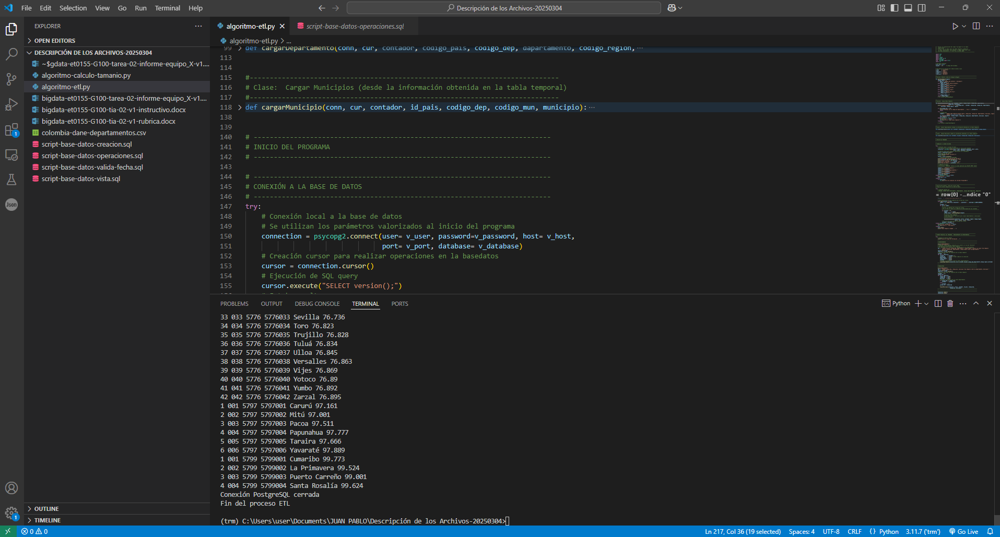 File Edit Selection View Go Run Terminal Help
Descripción de los Archivos-20250304
EXPLORER
OPEN EDITORS
DESCRIPCIÓN DE LOS ARCHIVOS-20250304
~$gdata-et0155-G100-tarea-02-informe-equipo_X-v1....
algoritmo-calculo-tamanio.py
algoritmo-etl.py
bigdata-et0155-G100-tarea-02-informe-equipo_X-v1....
bigdata-et0155-G100-tia-02-v1-instructivo.docx
bigdata-et0155-G100-tia-02-v1-rubrica.docx
colombia-dane-departamentos.csv
script-base-datos-creacion.sql
script-base-datos-operaciones.sql
script-base-datos-valida-fecha.sql
script-base-datos-vista.sql
Json
1
1
OUTLINE
TIMELINE
algoritmo-etl.py
script-base-datos-operaciones.sql
algoritmo-etl.py > ...
99 def cargarDepartamento(conn, cur, contador, codigo_pais, codigo_dep, dapartamento, codigo_region,...
113
114
115 #-----------------------------------------------------------------------------
116 # Clase:  Cargar Municipios (desde la información obtenida en la tabla temporal)
117 #-----------------------------------------------------------------------------
118 def cargarMunicipio(conn, cur, contador, id_pais, codigo_dep, codigo_mun, municipio):...
138
139
140 # --------------------------------------------------------------------------
141 # INICIO DEL PROGRAMA
142 # --------------------------------------------------------------------------
143
144 # --------------------------------------------------------------------------
145 # CONEXIÓN A LA BASE DE DATOS
146 # --------------------------------------------------------------------------
147 try:
148     # Conexión local a la base de datos
149     # Se utilizan los parámetros valorizados al inicio del programa
150     connection = psycopg2.connect(user= v_user, password=v_password, host= v_host,
151                                   port= v_port, database= v_database)
152     # Creación cursor para realizar operaciones en la basedatos
153     cursor = connection.cursor()
154     # Ejecución de SQL query
155     cursor.execute("SELECT version();")
= row[0] -...ndice "0"
PROBLEMS OUTPUT DEBUG CONSOLE TERMINAL PORTS
Python
33 033 5776 5776033 Sevilla 76.736
34 034 5776 5776034 Toro 76.823
35 035 5776 5776035 Trujillo 76.828
36 036 5776 5776036 Tuluá 76.834
37 037 5776 5776037 Ulloa 76.845
38 038 5776 5776038 Versalles 76.863
39 039 5776 5776039 Vijes 76.869
40 040 5776 5776040 Yotoco 76.89
41 041 5776 5776041 Yumbo 76.892
42 042 5776 5776042 Zarzal 76.895
1 001 5797 5797001 Carurú 97.161
2 002 5797 5797002 Mitú 97.001
3 003 5797 5797003 Pacoa 97.511
4 004 5797 5797004 Papunahua 97.777
5 005 5797 5797005 Taraira 97.666
6 006 5797 5797006 Yavaraté 97.889
1 001 5799 5799001 Cumaribo 99.773
2 002 5799 5799002 La Primavera 99.524
3 003 5799 5799003 Puerto Carreño 99.001
4 004 5799 5799004 Santa Rosalía 99.624
Conexión PostgreSQL cerrada
Fin del proceso ETL
(trm) C:\Users\user\Documents\JUAN PABLO\Descripción de los Archivos-20250304>
0 0
Ln 217, Col 36 (19 selected) Spaces: 4 UTF-8 CRLF {} Python 3.11.7 ('trm') Go Live